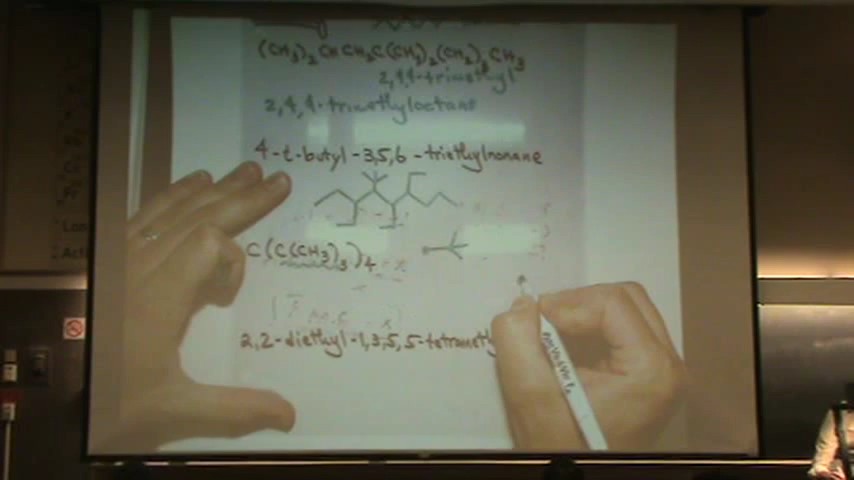 (CH3)2CHCH2C(CH3)2(CH2)3CH3
2,4,4-trimethyl
2,4,4-trimethyloctane
4-t-butyl-3,5,6-triethylnonane
C(C(CH3)3)4
2,2-diethyl-1,3,5,5-tetrameth